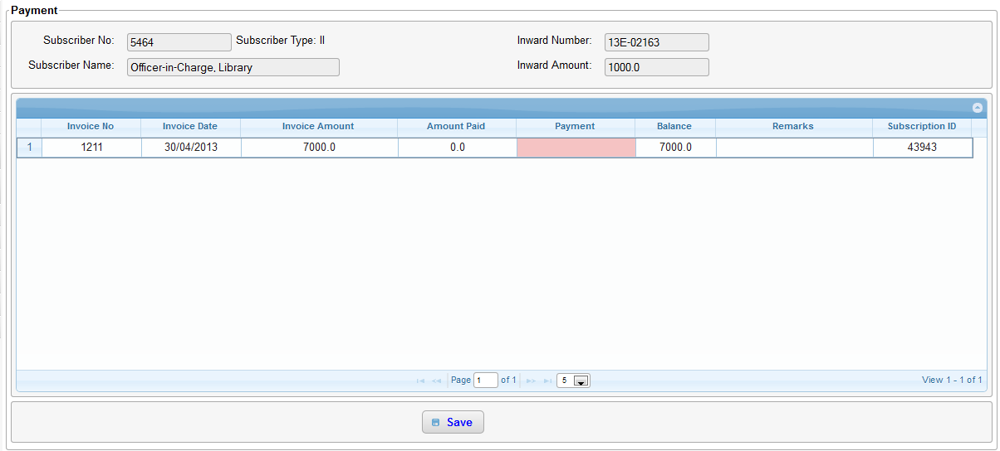 Payment
Subscriber No: 5464 Subscriber Type: II Inward Number: 13E-02163
Subscriber Name: Officer-in-Charge, Library Inward Amount: 1000.0
Invoice No Invoice Date Invoice Amount Amount Paid Payment Balance Remarks Subscription ID
1 1211 30/04/2013 7000.0 0.0 7000.0 43943
Page 1 of 1 5 View 1 - 1 of 1
Save